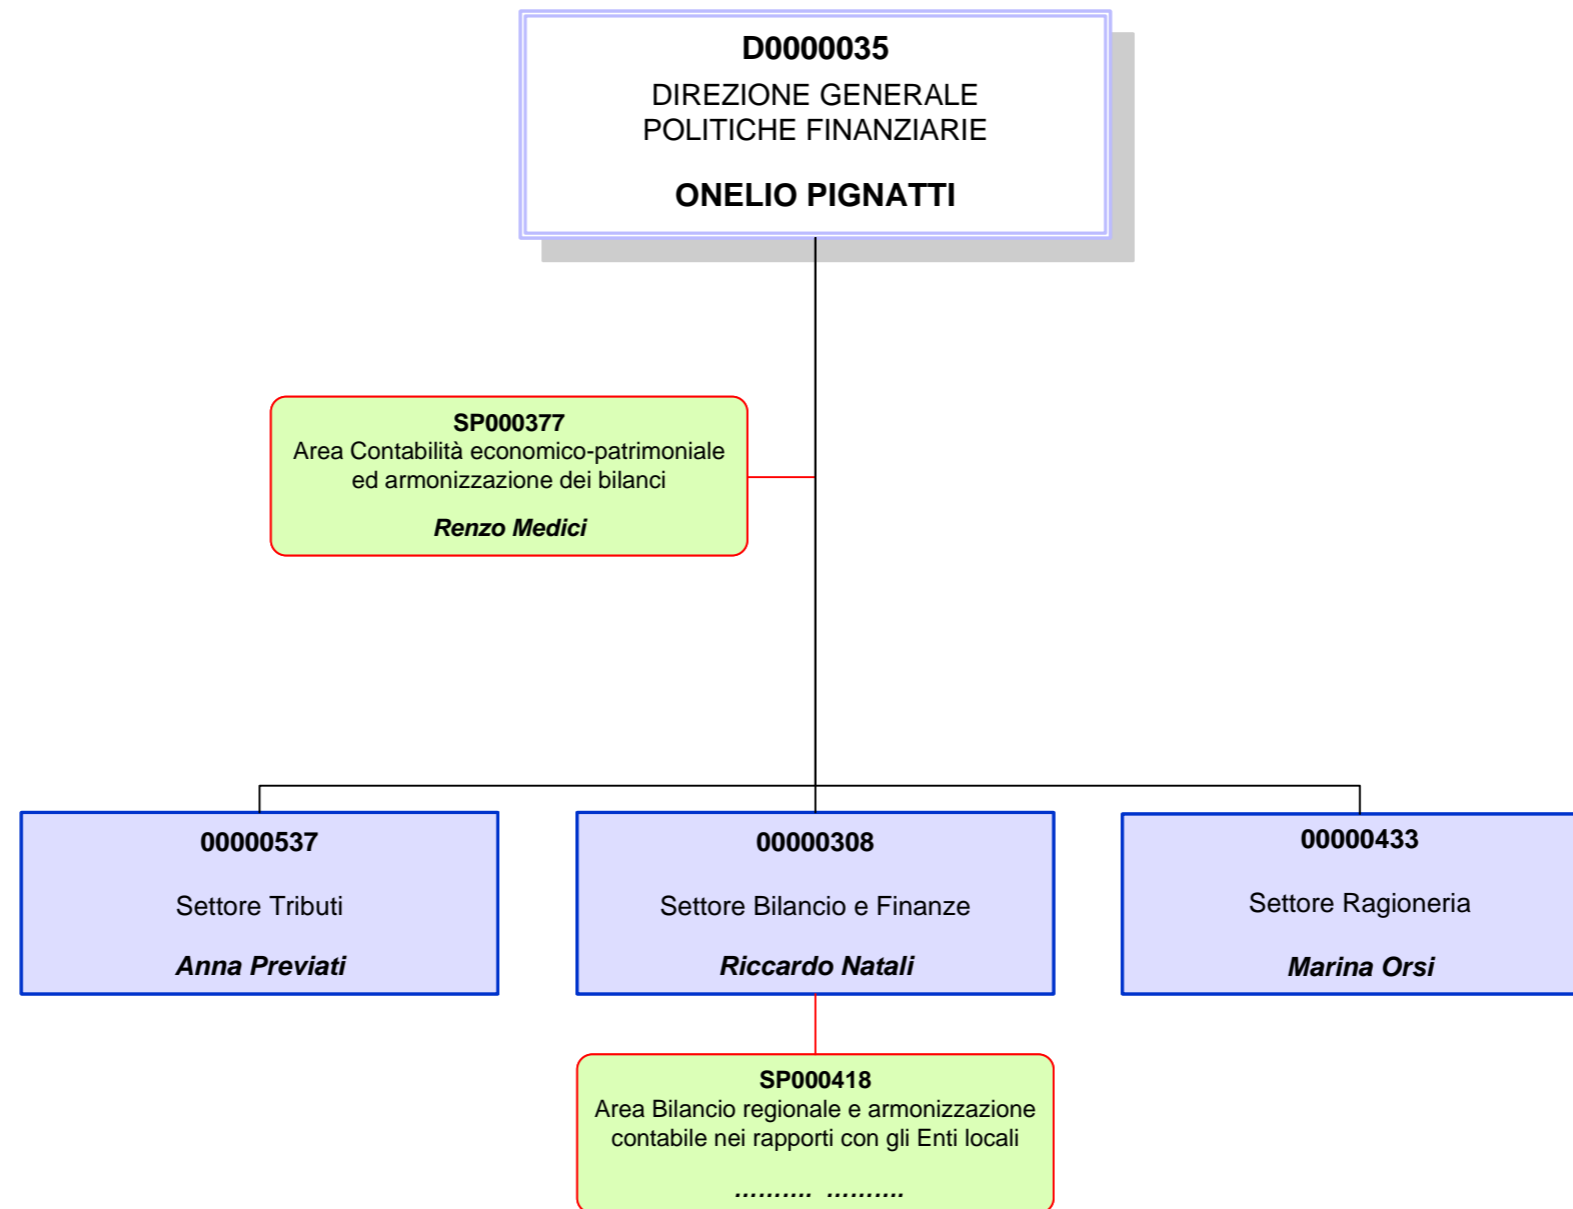 D0000035
DIREZIONE GENERALE
POLITICHE FINANZIARIE
ONELIO PIGNATTI
SP000377
Area Contabilità economico-patrimoniale
ed armonizzazione dei bilanci
Renzo Medici
00000537
Settore Tributi
Anna Previati
00000308
Settore Bilancio e Finanze
Riccardo Natali
00000433
Settore Ragioneria
Marina Orsi
SP000418
Area Bilancio regionale e armonizzazione
contabile nei rapporti con gli Enti locali
.......... ..........